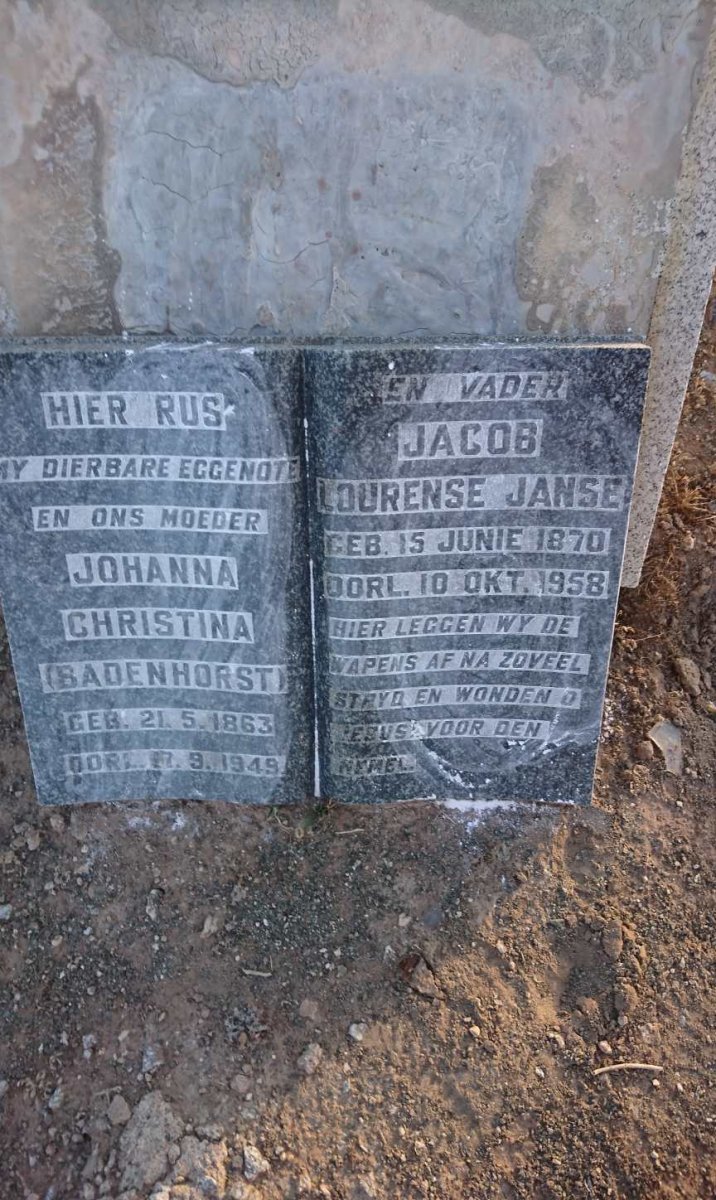 HIER RUS
MY DIERBARE EGGENOTE
EN ONS MOEDER
JOHANNA
CHRISTINA
(BADENHORST)
GEB. 21. 5. 1863
OORL. 17. 9. 1949
EN VADER
JACOB
LOURENSE JANSE
GEB. 15 JUNIE 1870
OORL. 10 OKT. 1958
HIER LEGGEN WY DE
WAPENS AF NA ZOVEEL
STRYD EN WONDEN O
JESUS, VOOR DEN
HEMEL